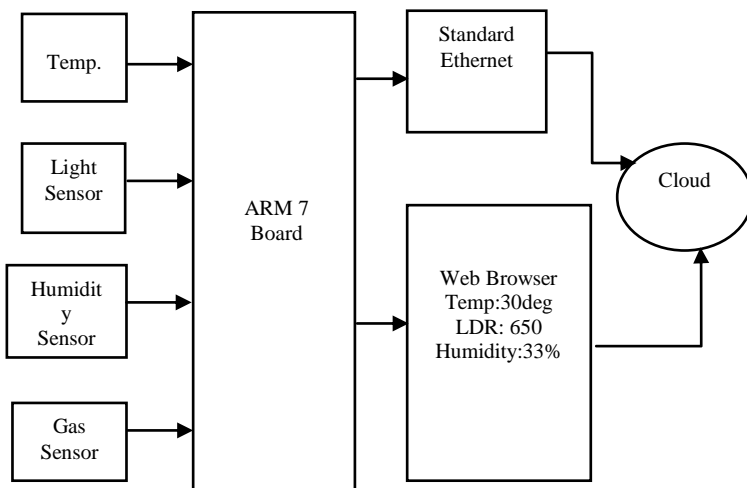 Temp.
Light
Sensor
Humidit
y
Sensor
Gas
Sensor
ARM 7
Board
Standard
Ethernet
Web Browser
Temp:30deg
LDR: 650
Humidity:33%
Cloud